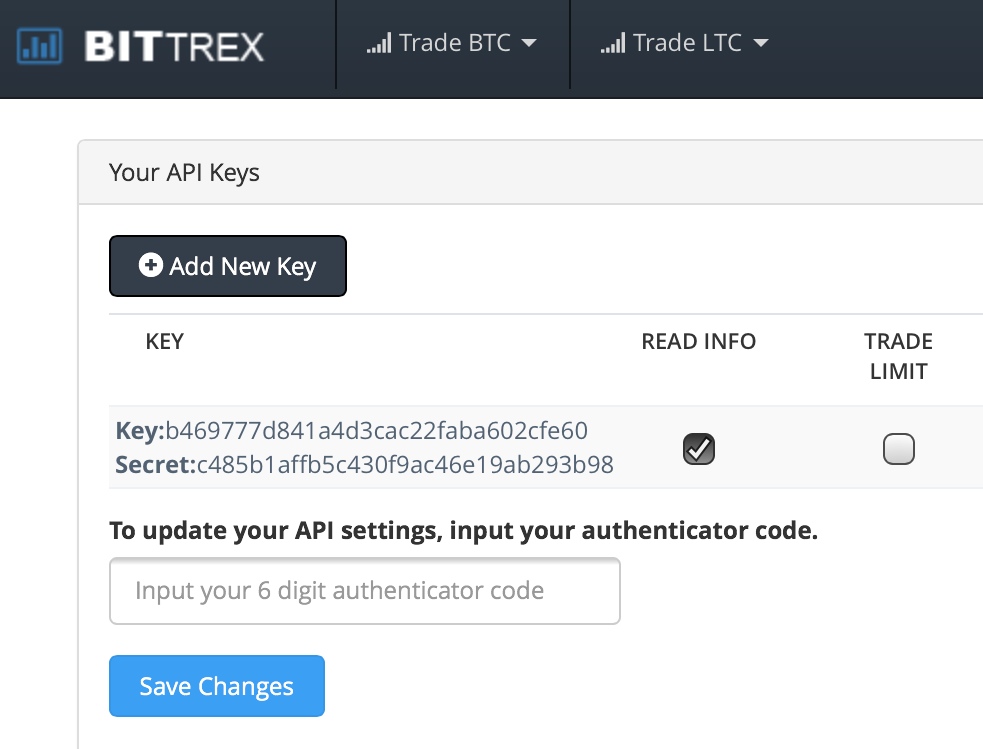 BITTREX
Trade BTC
Trade LTC
Your API Keys
Add New Key
KEY
READ INFO
TRADE
LIMIT
Key:b469777d841a4d3cac22faba602cfe60
Secret:c485b1affb5c430f9ac46e19ab293b98
To update your API settings, input your authenticator code.
Input your 6 digit authenticator code
Save Changes